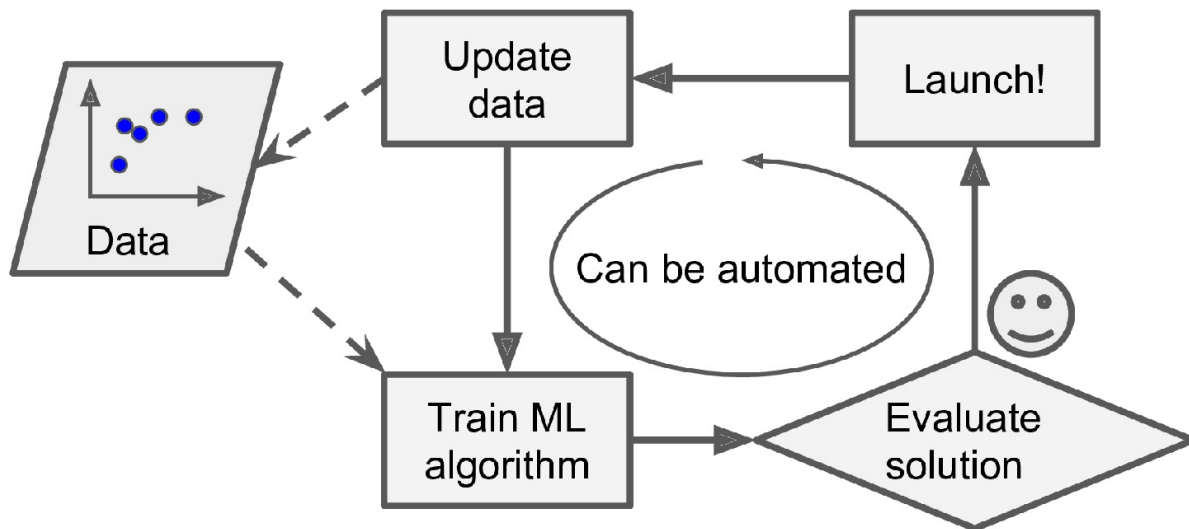 Update
data
Launch!
Data
Can be automated
Train ML
algorithm
Evaluate
solution